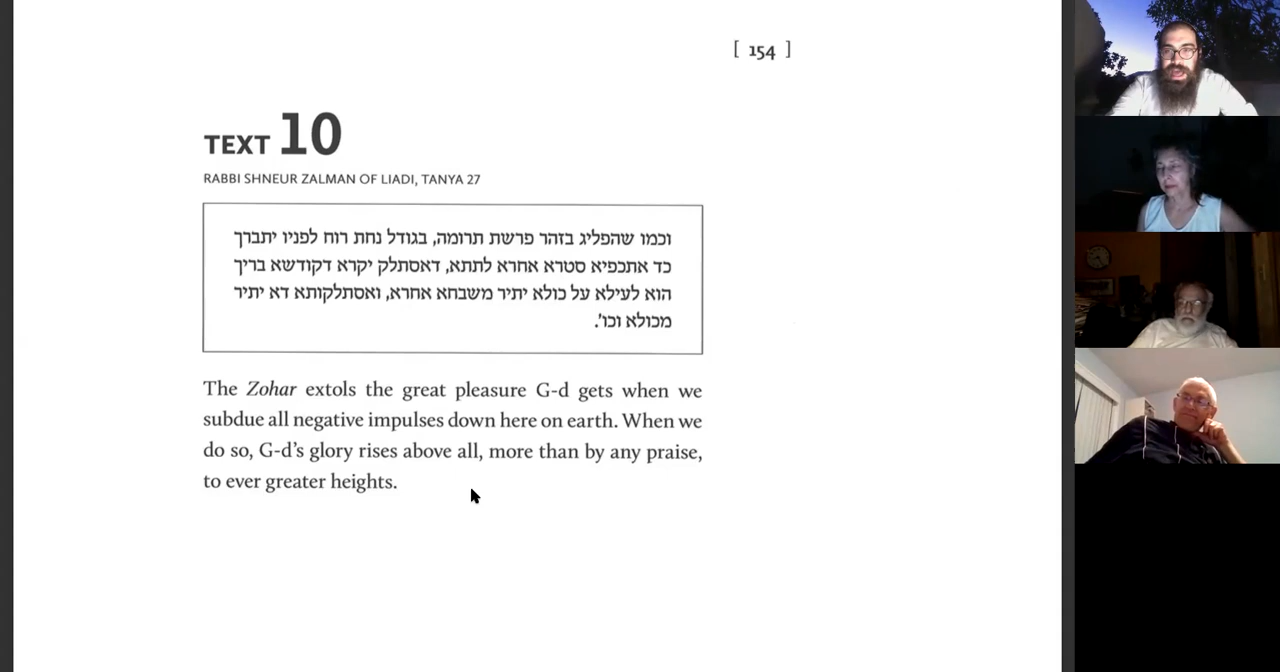 [ 154 ]
TEXT 10
RABBI SHNEUR ZALMAN OF LIADI, TANYA 27
וכמו שהפליג בזהר פרשת תרומה, בגודל נחת רוח לפניו יתברך
כד אתכפיא סטרא אחרא לתתא, דאסתלק יקרא דקודשא בריך
הוא לעילא על כולא יתיר משבחא אחרא, ואסתלקותא דא יתיר
מכולא וכו'.
The Zohar extols the great pleasure G-d gets when we
subdue all negative impulses down here on earth. When we
do so, G-d’s glory rises above all, more than by any praise,
to ever greater heights.